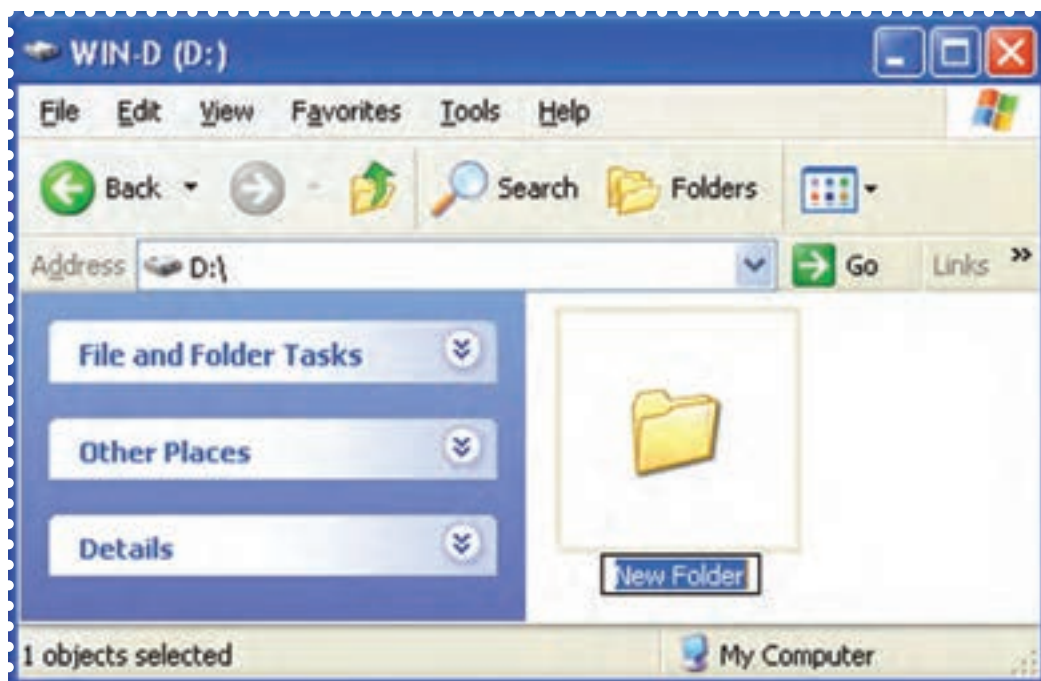 WIN-D (D:)
File Edit View Favorites Tools Help
Back Search Folders
Address D:\ Go Links »
File and Folder Tasks
Other Places
Details
New Folder
1 objects selected My Computer